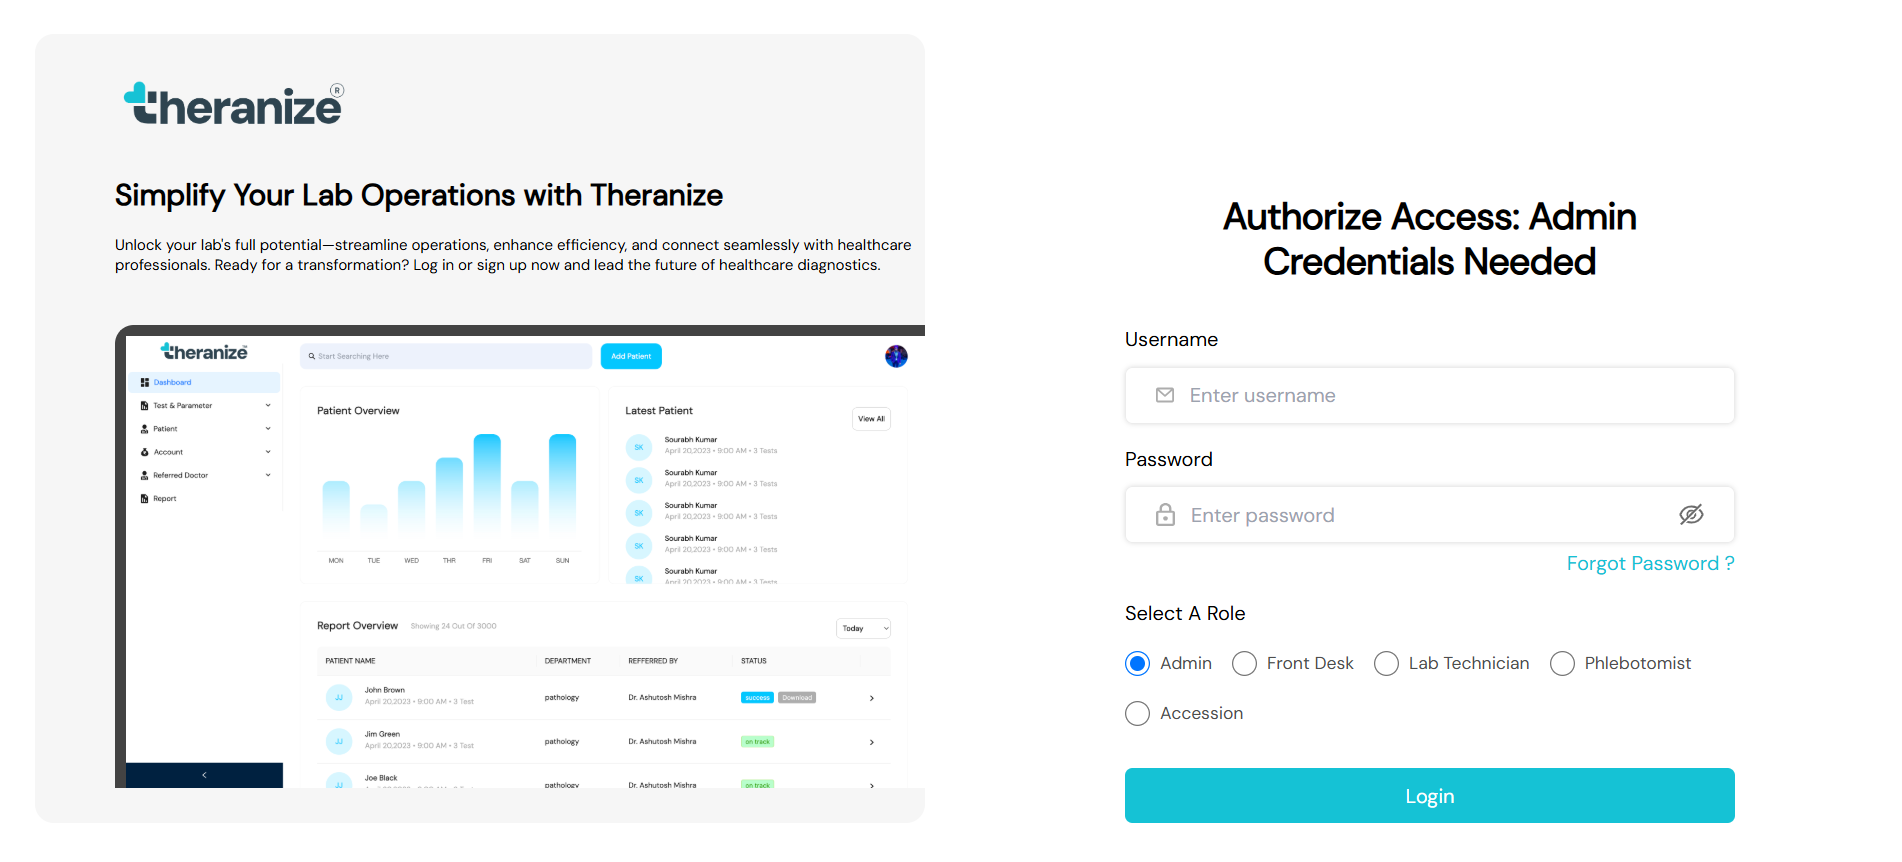 theranize
R
Simplify Your Lab Operations with Theranize
Unlock your lab's full potential—streamline operations, enhance efficiency, and connect seamlessly with healthcare
professionals. Ready for a transformation? Log in or sign up now and lead the future of healthcare diagnostics.
theranize
Start Searching Here
Add Patient
Dashboard
Test & Parameter
Patient
Account
Referred Doctor
Report
Patient Overview
MON TUE WED THR FRI SAT SUN
Latest Patient
View All
SK
Sourabh Kumar
April 20,2023 • 9:00 AM • 3 Tests
SK
Sourabh Kumar
April 20,2023 • 9:00 AM • 3 Tests
SK
Sourabh Kumar
April 20,2023 • 9:00 AM • 3 Tests
SK
Sourabh Kumar
April 20,2023 • 9:00 AM • 3 Tests
SK
Sourabh Kumar
April 20,2023 • 9:00 AM • 3 Tests
Report Overview Showing 24 Out Of 3000
Today
PATIENT NAME DEPARTMENT REFFERRED BY STATUS
JJ
John Brown
April 20,2023 • 9:00 AM • 3 Test
pathology Dr. Ashutosh Mishra success Download
JJ
Jim Green
April 20,2023 • 9:00 AM • 3 Test
pathology Dr. Ashutosh Mishra on track
JJ
Joe Black
pathology Dr. Ashutosh Mishra on track
Authorize Access: Admin
Credentials Needed
Username
Enter username
Password
Enter password
Forgot Password ?
Select A Role
Admin Front Desk Lab Technician Phlebotomist
Accession
Login